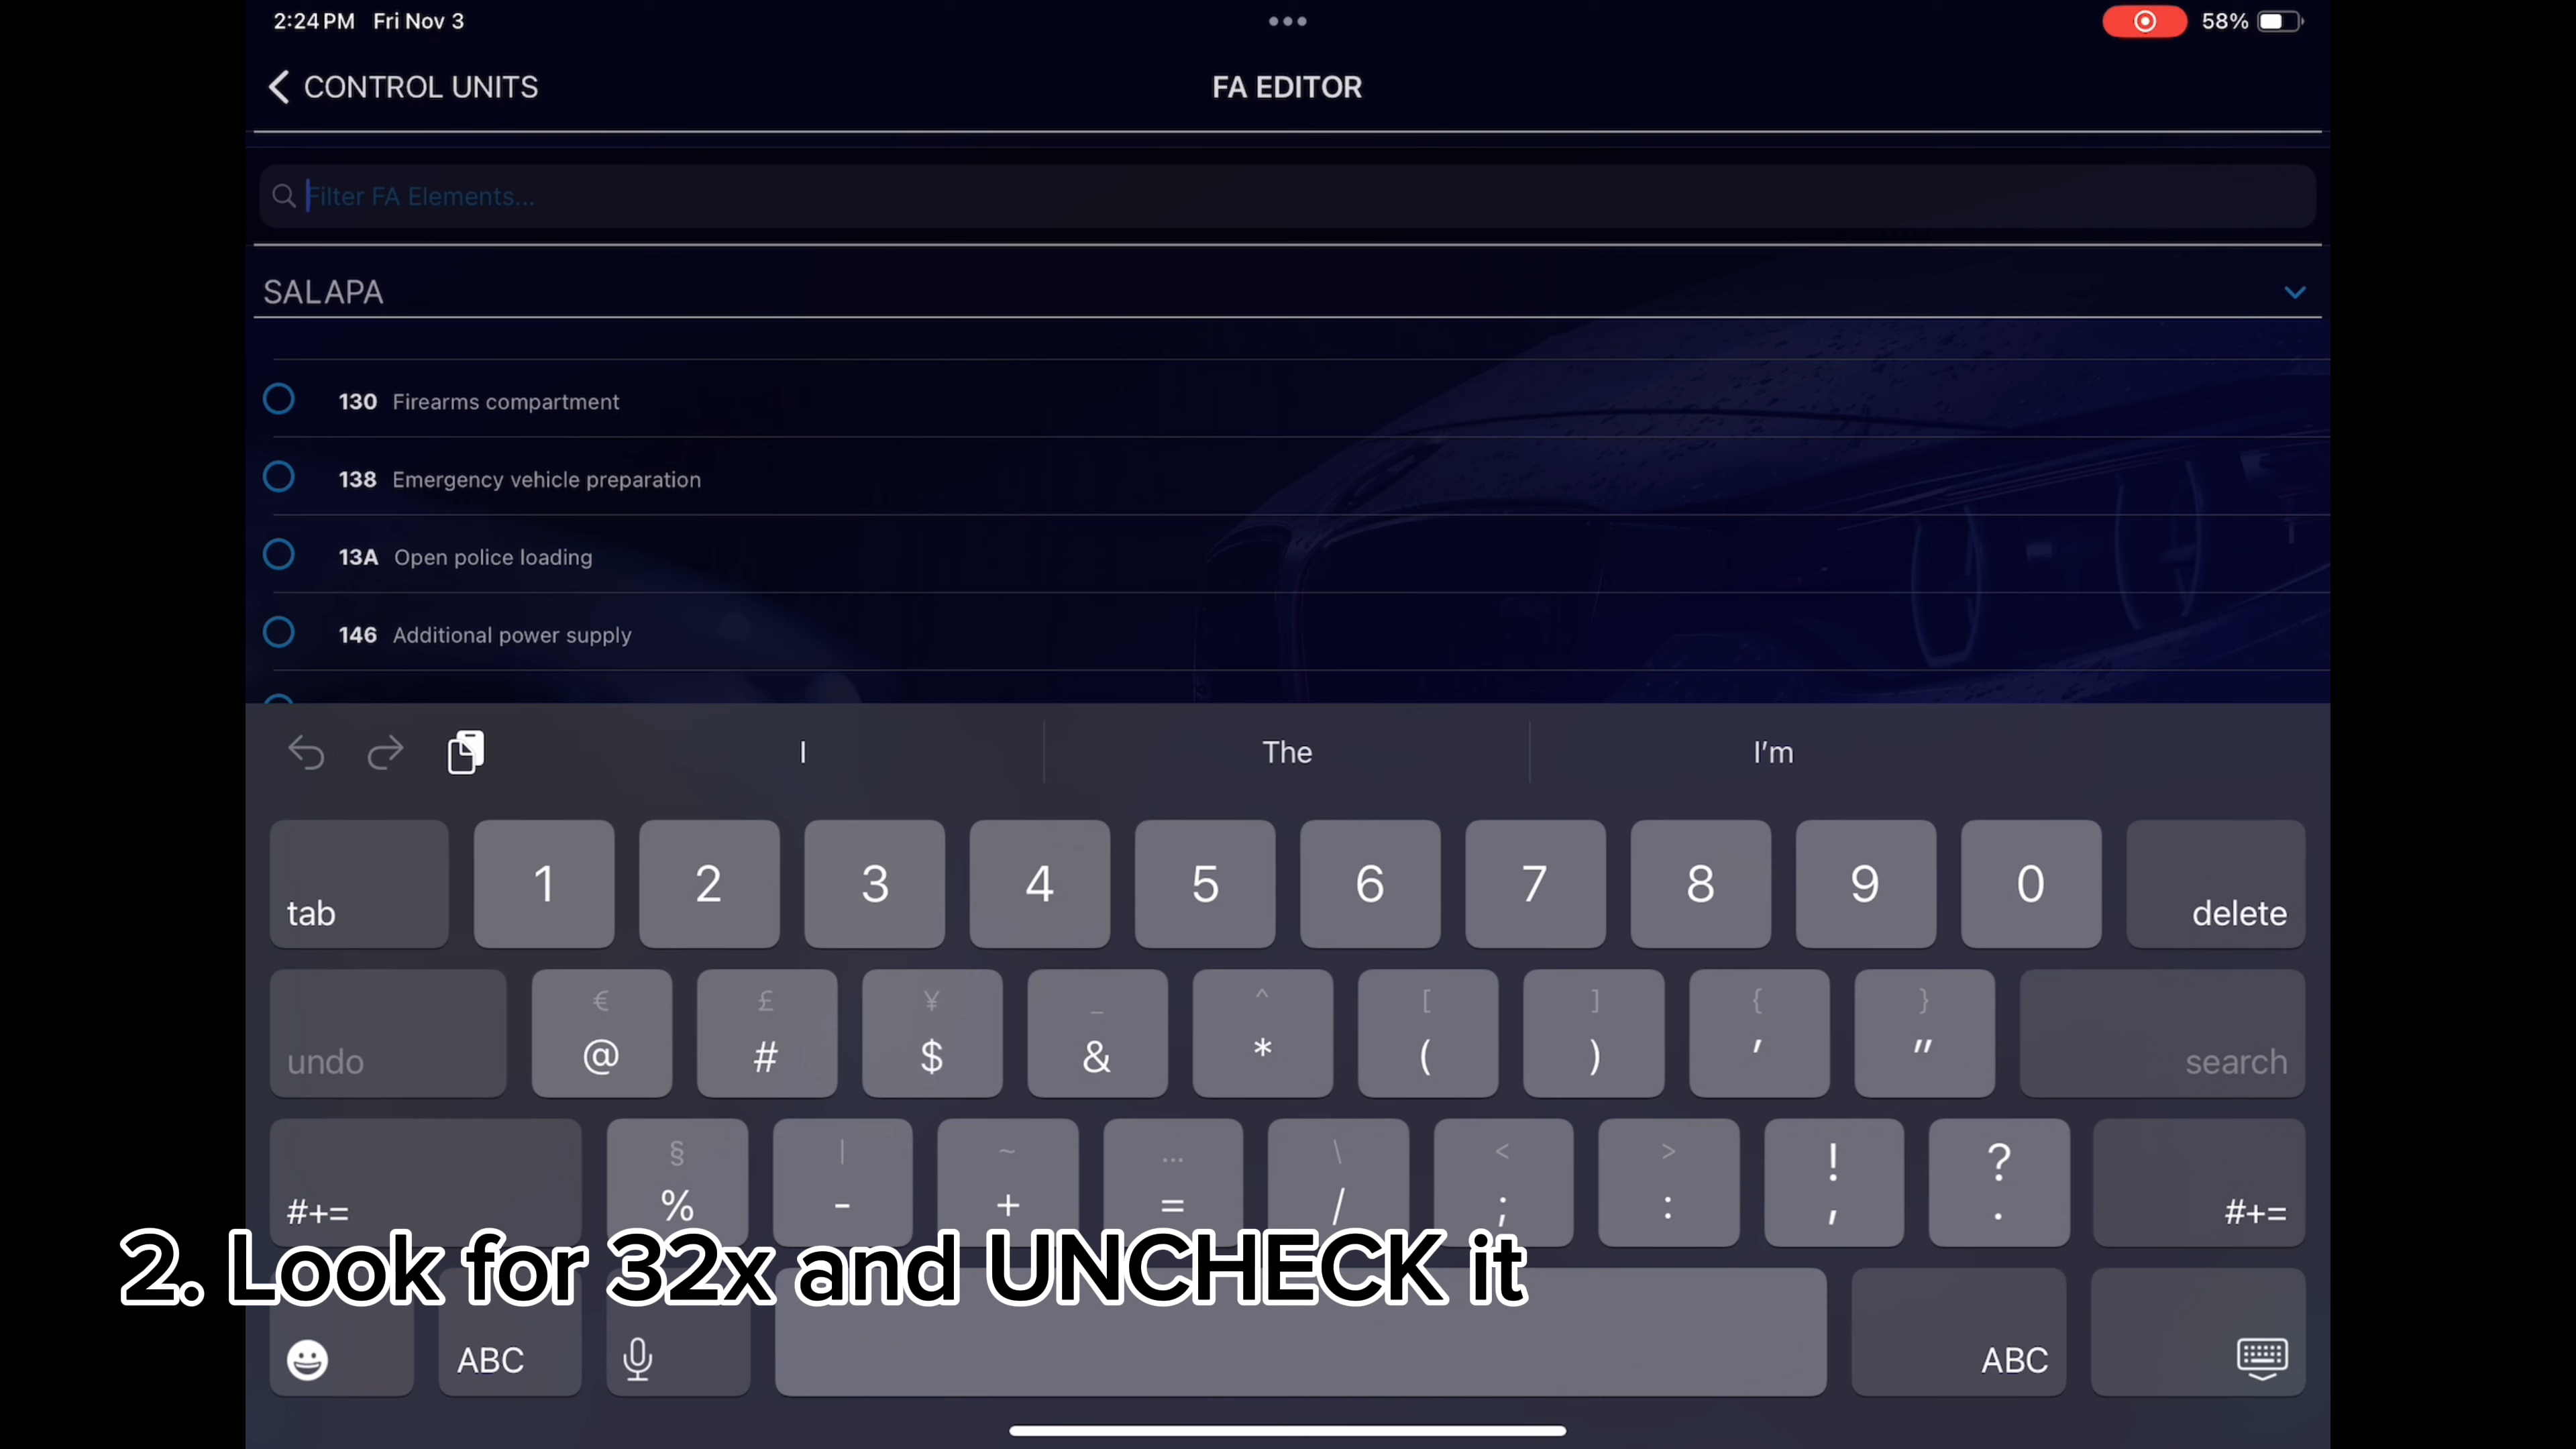 2:24 PM Fri Nov 3
58%
CONTROL UNITS
FA EDITOR
Filter FA Elements...
SALAPA
130 Firearms compartment
138 Emergency vehicle preparation
13A Open police loading
146 Additional power supply
I The I'm
tab 1 2 3 4 5 6 7 8 9 0 delete
€ £ ¥ _ ^ [ ] { }
undo @ # $ & * ( ) ' " search
§ | ~ ... \ < > ! ?
#+= % - + = / ; : , . #+=
2. Look for 32x and UNCHECK it
ABC ABC